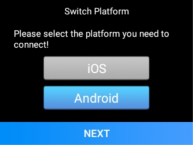 Switch Platform
Please select the platform you need to
connect!
iOS
Android
NEXT